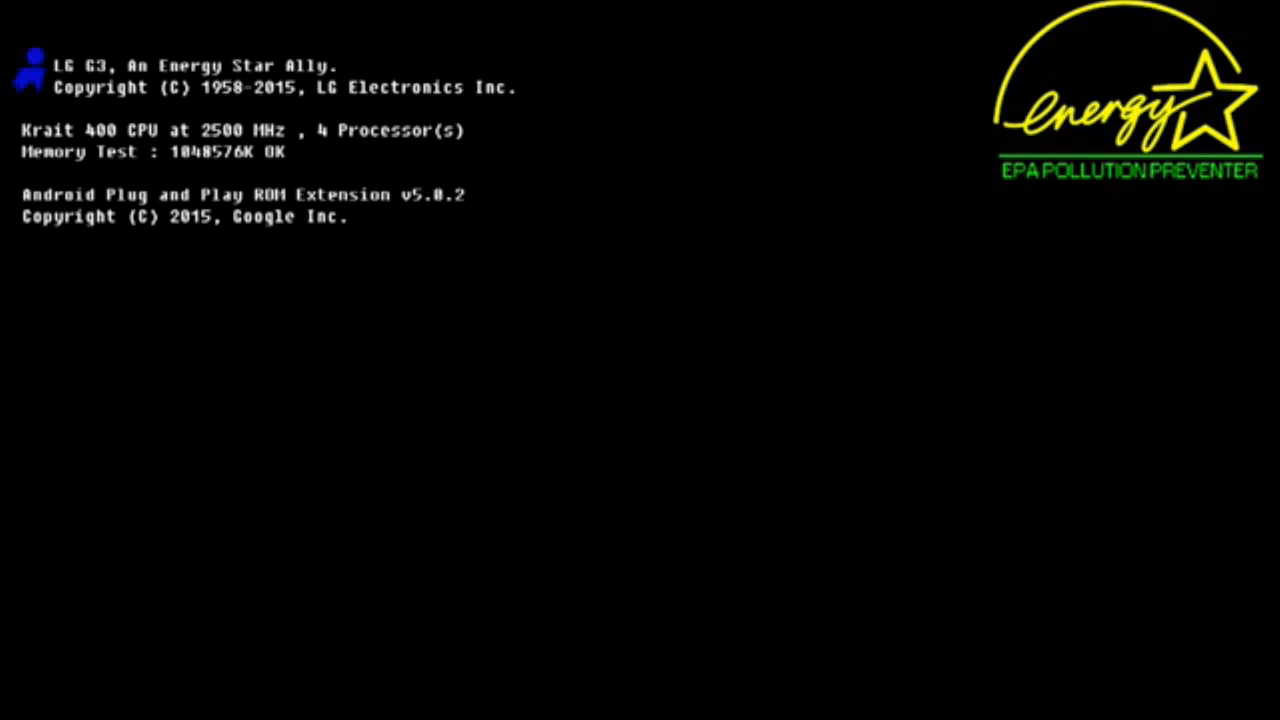 LG G3, An Energy Star Ally.
Copyright (C) 1958-2015, LG Electronics Inc.
Krait 400 CPU at 2500 MHz , 4 Processor(s)
Memory Test : 1048576K OK
Android Plug and Play ROM Extension v5.0.2
Copyright (C) 2015, Google Inc.
energy
EPA POLLUTION PREVENTER